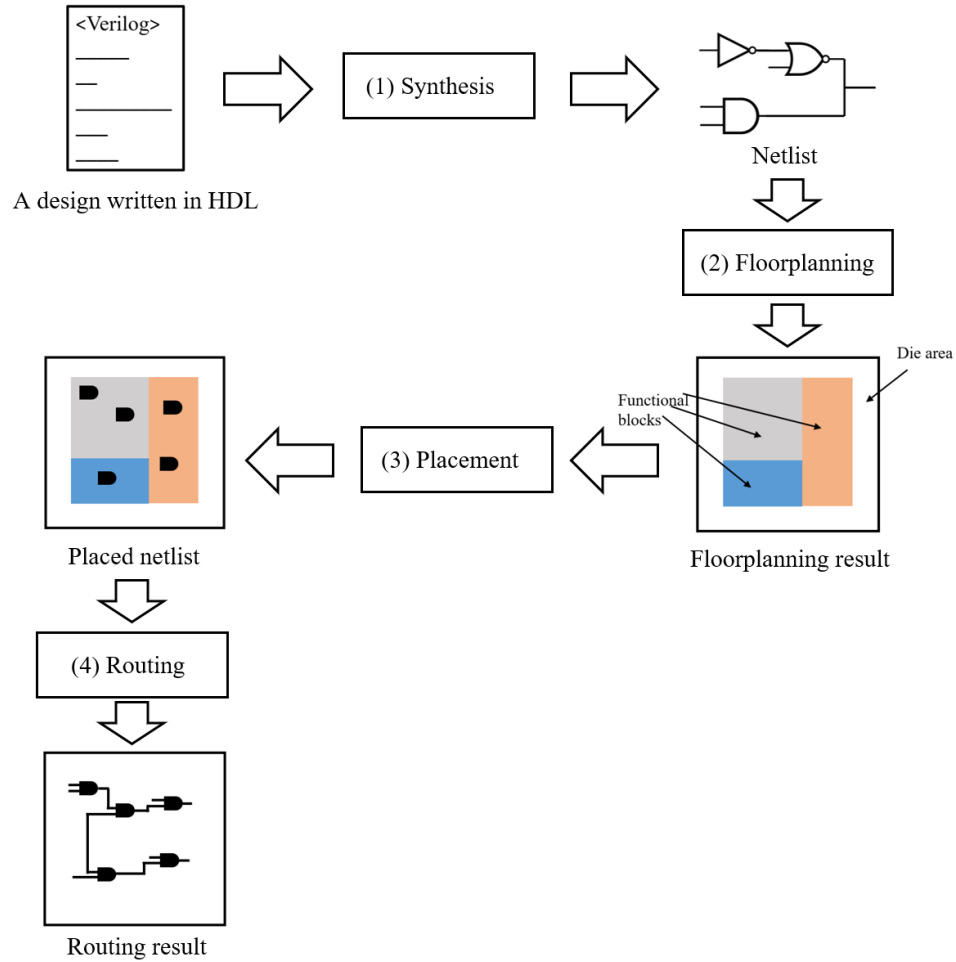 <Verilog>
(1) Synthesis
Netlist
A design written in HDL
(2) Floorplanning
Die area
Functional
blocks
(3) Placement
Placed netlist
Floorplanning result
(4) Routing
Routing result